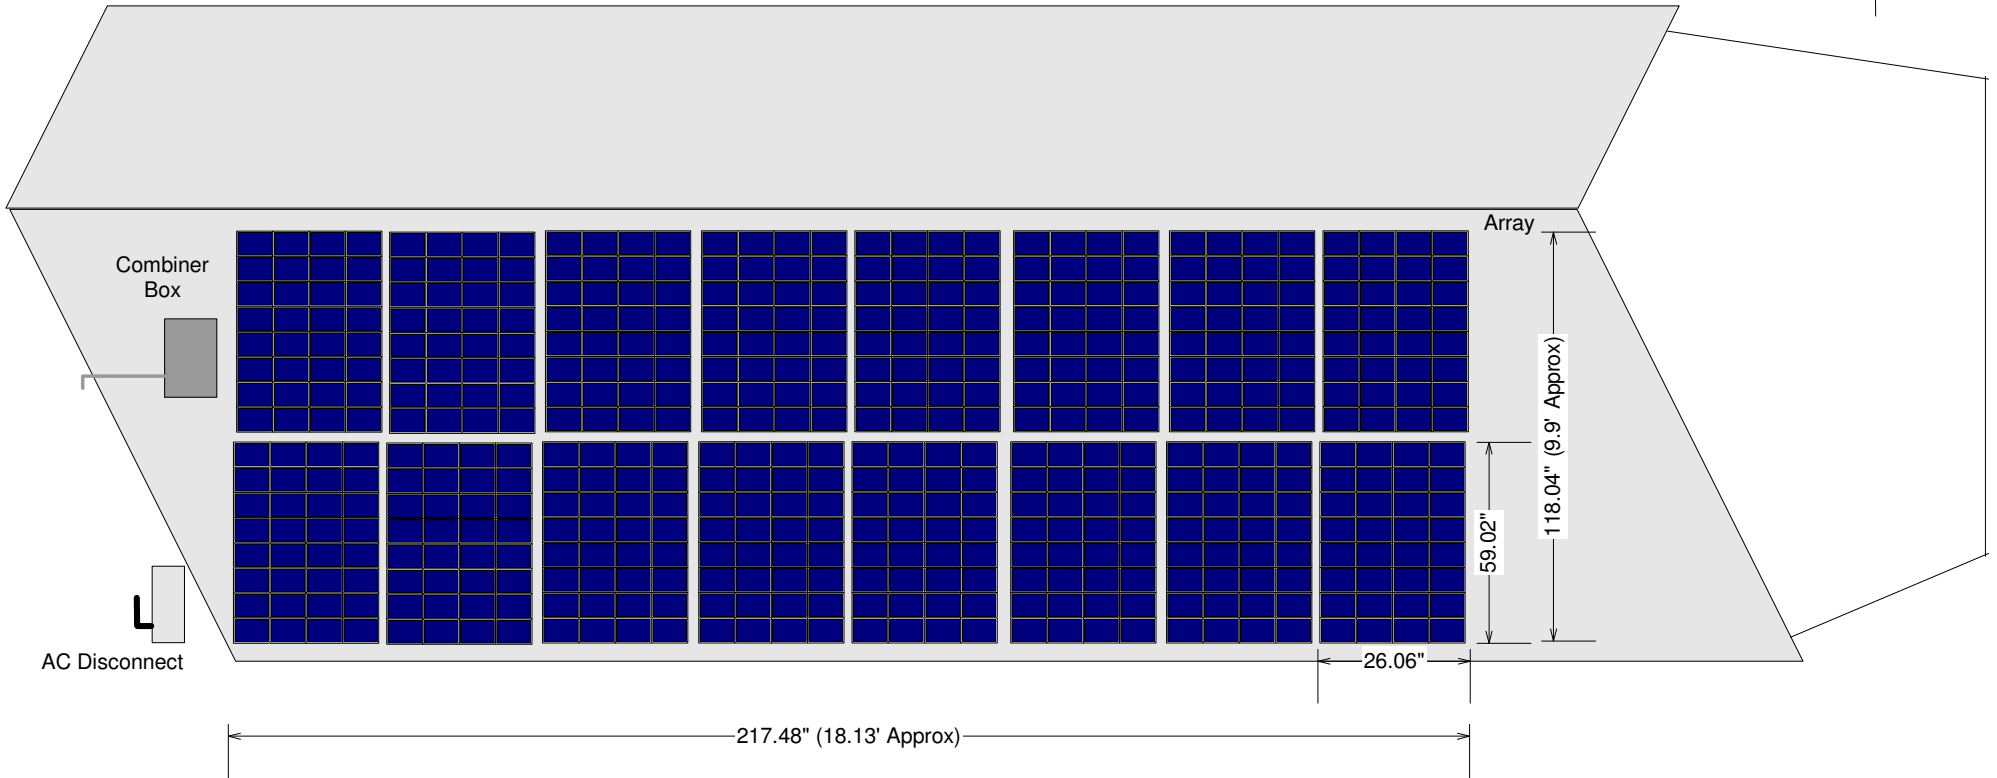 Array
Combiner
Box
118.04" (9.9' Approx)
59.02"
AC Disconnect
26.06"
217.48" (18.13' Approx)